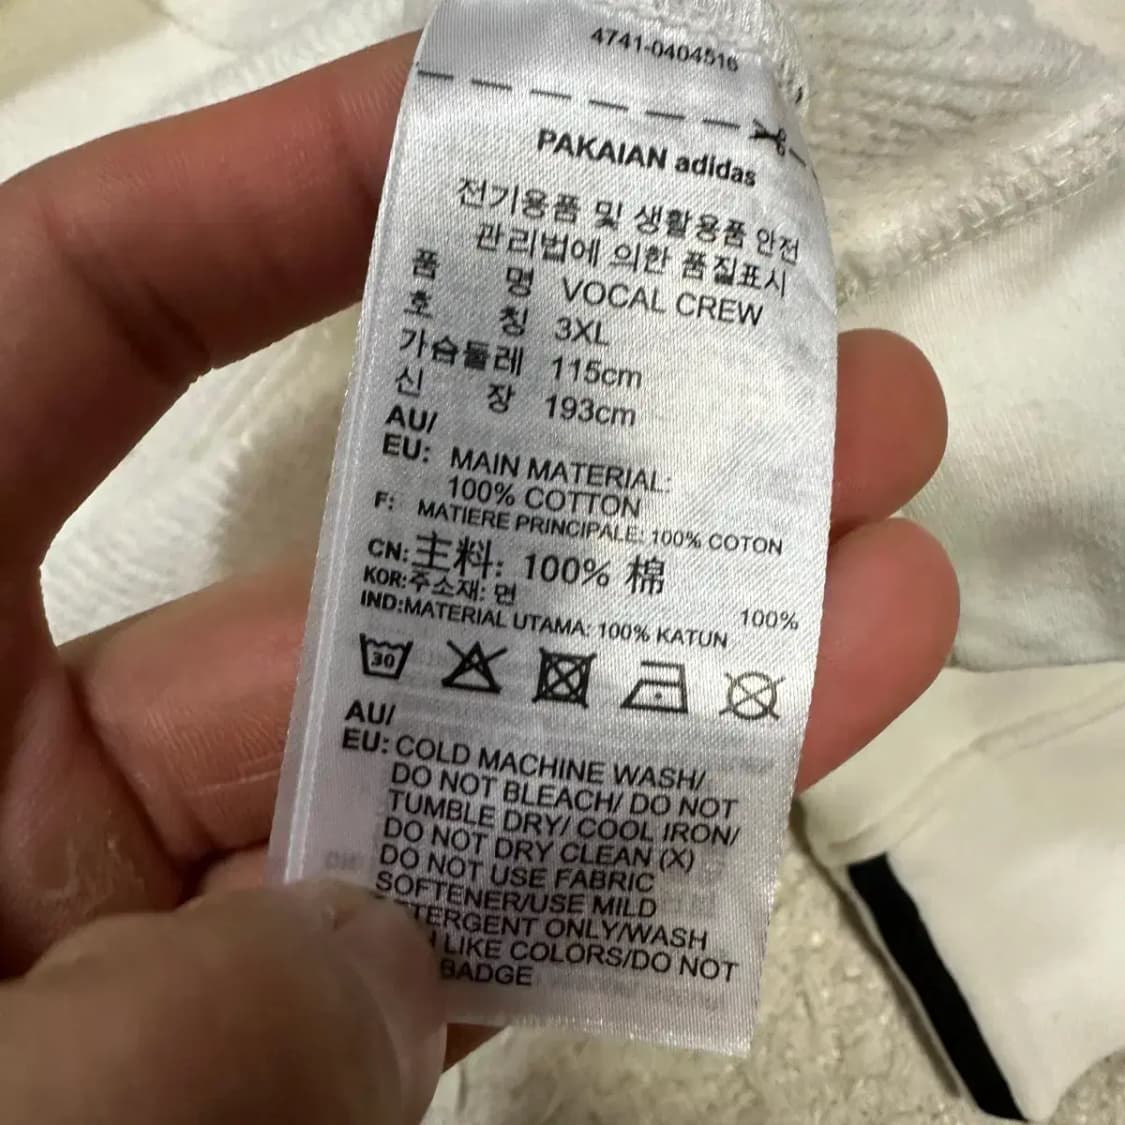 4741-0404516
PAKAIAN adidas
전기용품 및 생활용품 안전
관리법에 의한 품질표시
품 명 VOCAL CREW
호 칭 3XL
가슴둘레 115cm
신 장 193cm
AU/
EU: MAIN MATERIAL:
100% COTTON
F: MATIERE PRINCIPALE: 100% COTON
CN: 主料: 100% 棉
KOR:주소재: 면 100%
IND:MATERIAL UTAMA: 100% KATUN
30
AU/
EU: COLD MACHINE WASH/
DO NOT BLEACH/ DO NOT
TUMBLE DRY/ COOL IRON/
DO NOT DRY CLEAN (X)
DO NOT USE FABRIC
SOFTENER/USE MILD
TERGENT ONLY/WASH
LIKE COLORS/DO NOT
BADGE